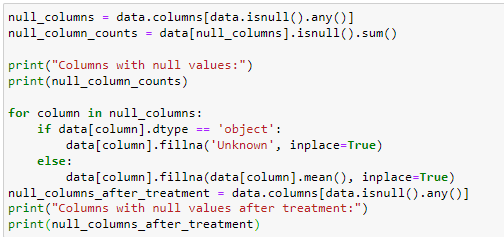 null_columns = data.columns[data.isnull().any()]
null_column_counts = data[null_columns].isnull().sum()

print("Columns with null values:")
print(null_column_counts)

for column in null_columns:
    if data[column].dtype == 'object':
        data[column].fillna('Unknown', inplace=True)
    else:
        data[column].fillna(data[column].mean(), inplace=True)
null_columns_after_treatment = data.columns[data.isnull().any()]
print("Columns with null values after treatment:")
print(null_columns_after_treatment)